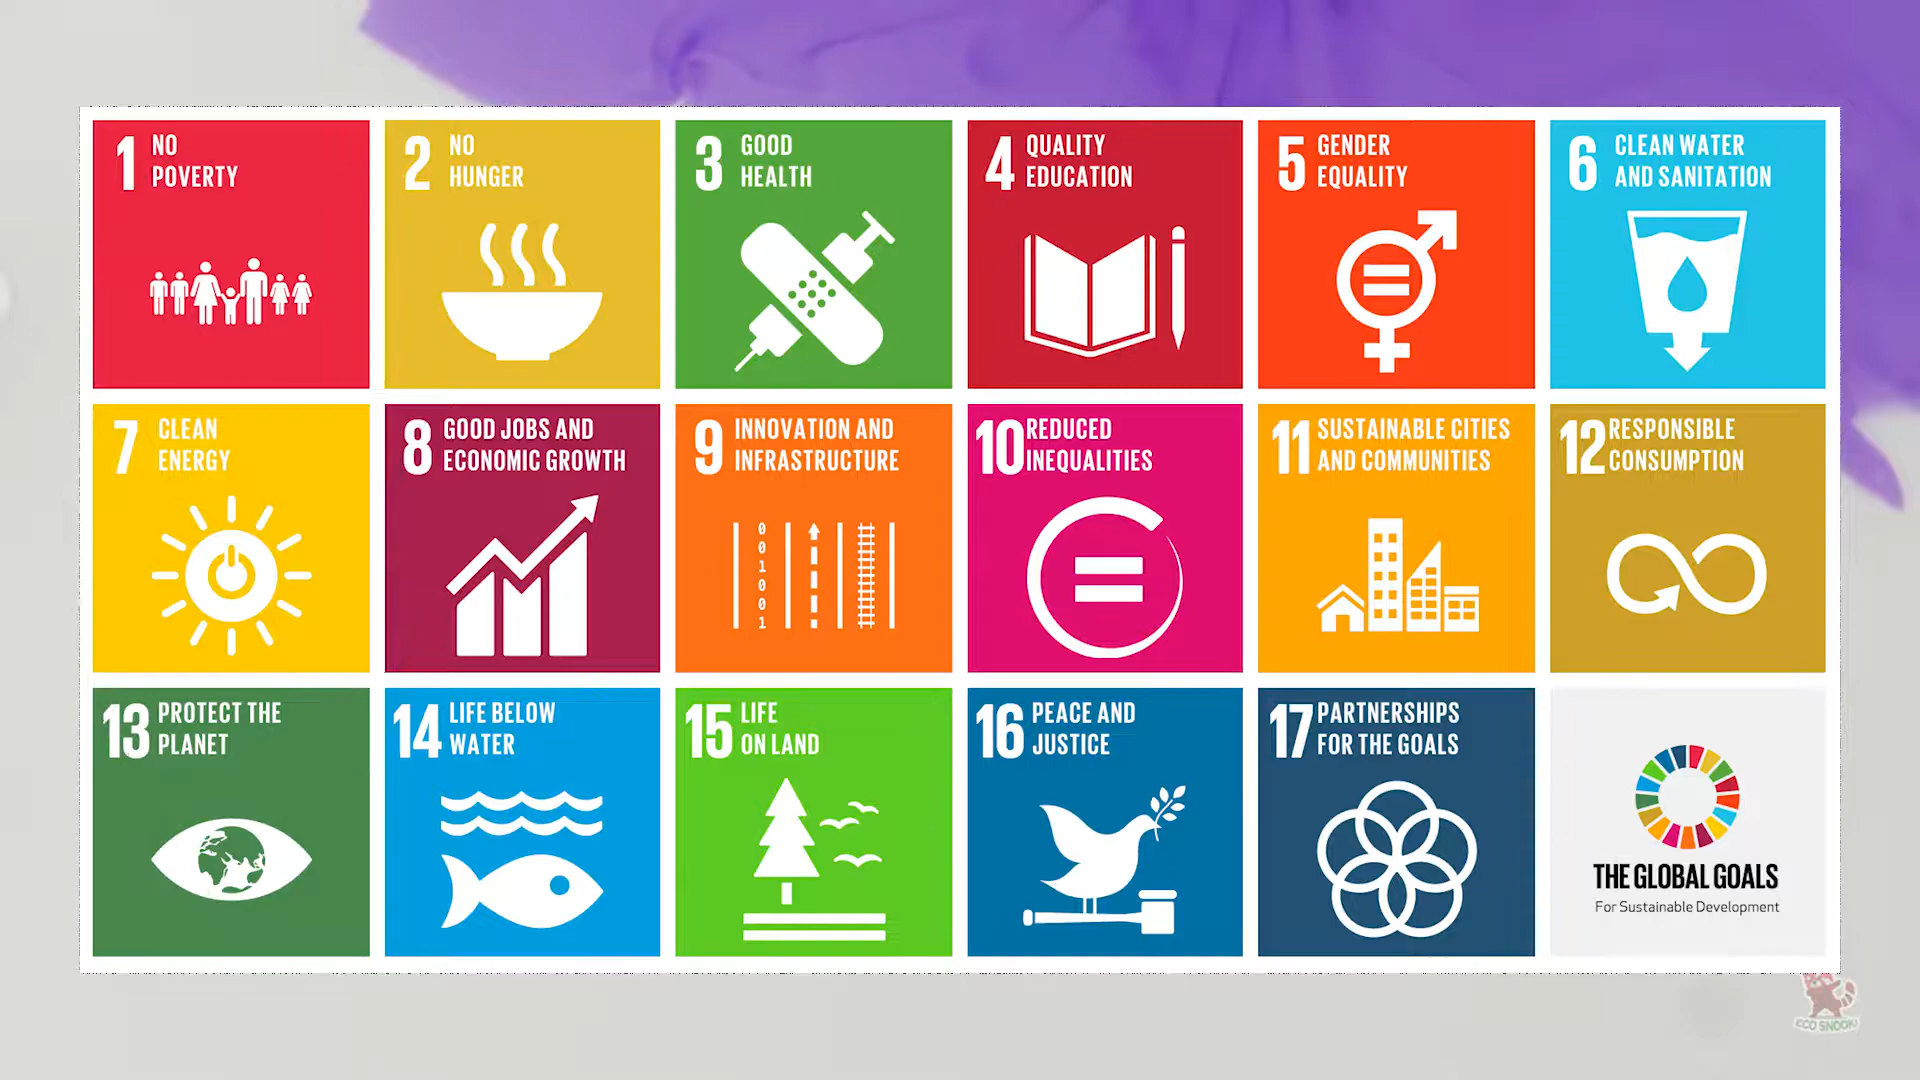 1 NO
POVERTY
2 NO
HUNGER
3 GOOD
HEALTH
4 QUALITY
EDUCATION
5 GENDER
EQUALITY
6 CLEAN WATER
AND SANITATION
7 CLEAN
ENERGY
8 GOOD JOBS AND
ECONOMIC GROWTH
9 INNOVATION AND
INFRASTRUCTURE
0
0
1
0
0
1
10 REDUCED
INEQUALITIES
11 SUSTAINABLE CITIES
AND COMMUNITIES
12 RESPONSIBLE
CONSUMPTION
13 PROTECT THE
PLANET
14 LIFE BELOW
WATER
15 LIFE
ON LAND
16 PEACE AND
JUSTICE
17 PARTNERSHIPS
FOR THE GOALS
THE GLOBAL GOALS
For Sustainable Development
ECO SNOOKI